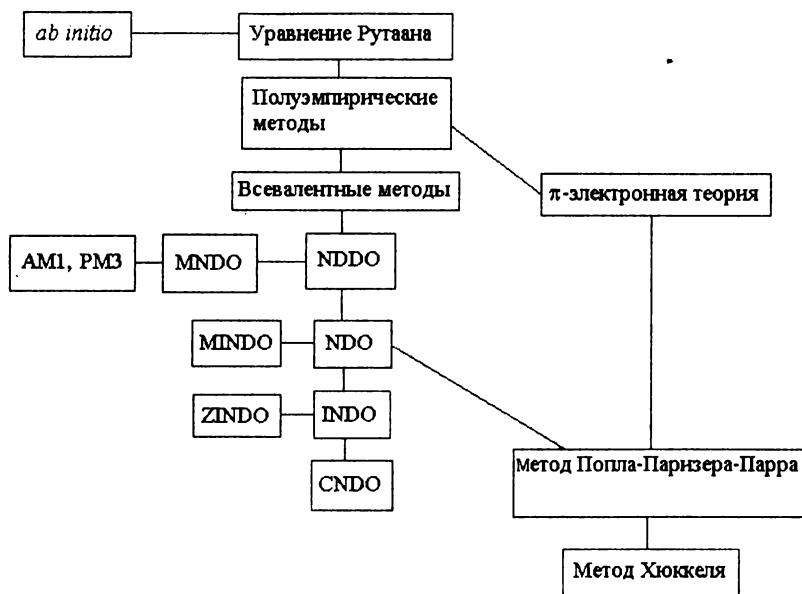 ab initio
Уравнение Рутаана
Полуэмпирические
методы
Всевалентные методы
π-электронная теория
AM1, PM3
MNDO
NDDO
MINDO
NDO
ZINDO
INDO
CNDO
Метод Попла-Паризера-Парра
Метод Хюккеля